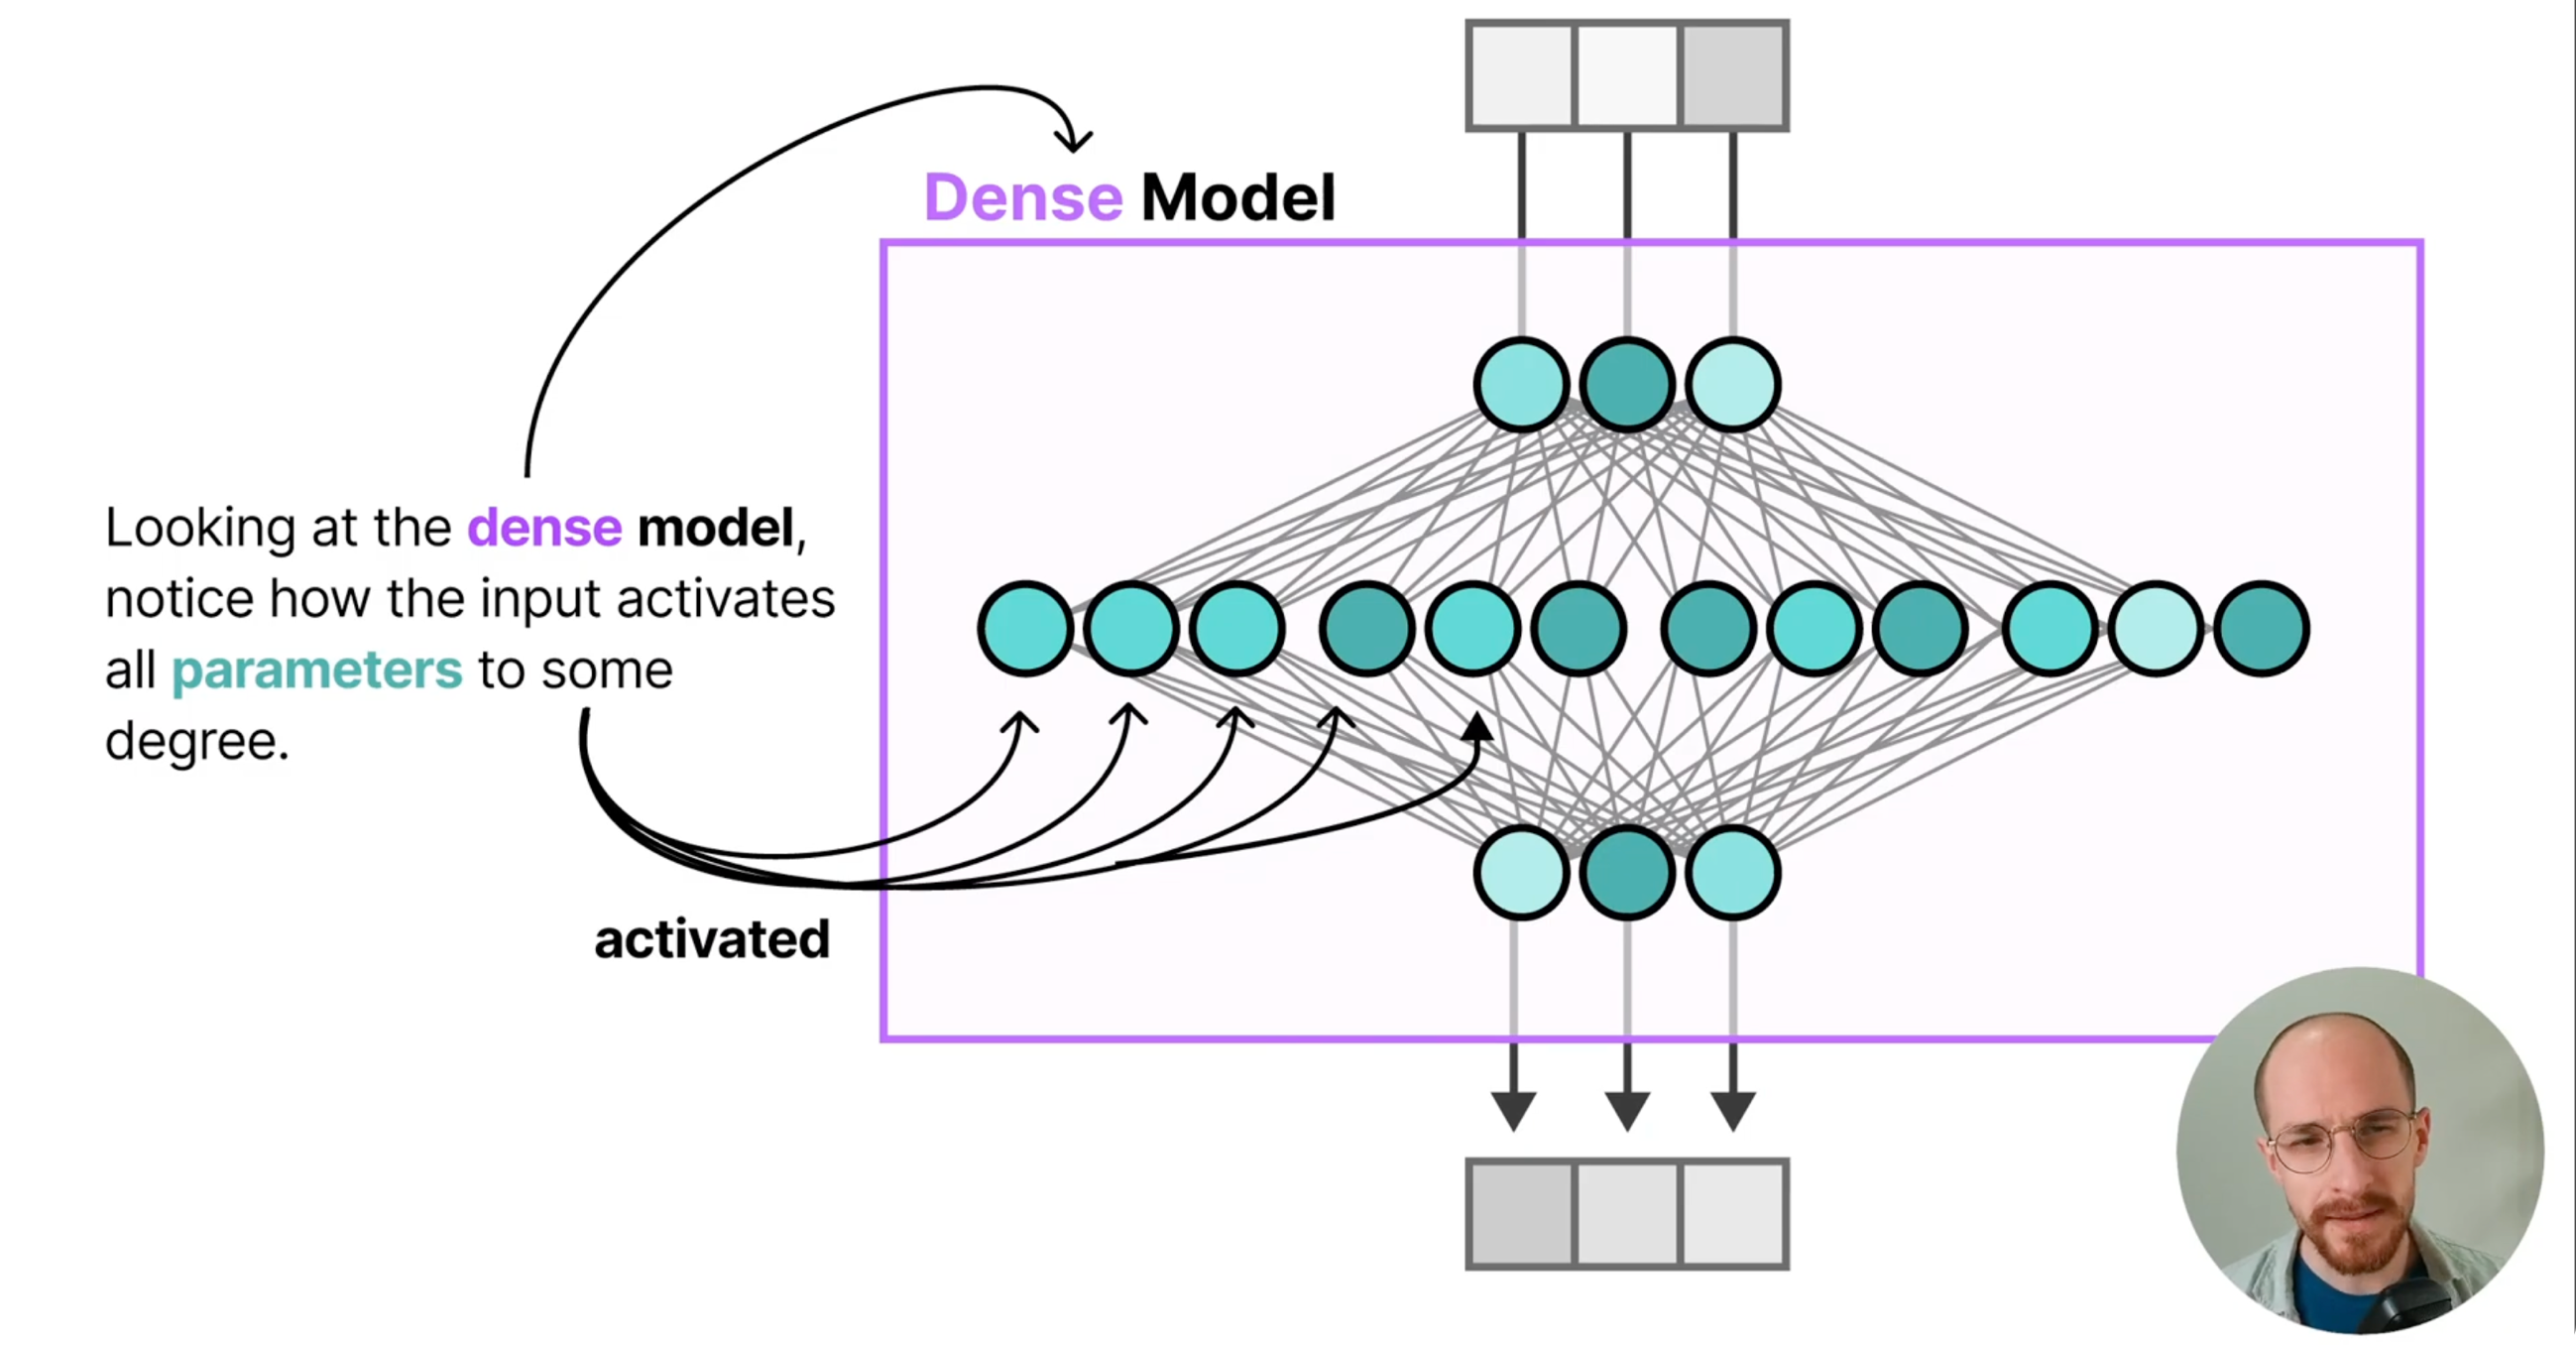 Dense Model
Looking at the dense model,
notice how the input activates
all parameters to some
degree.
activated